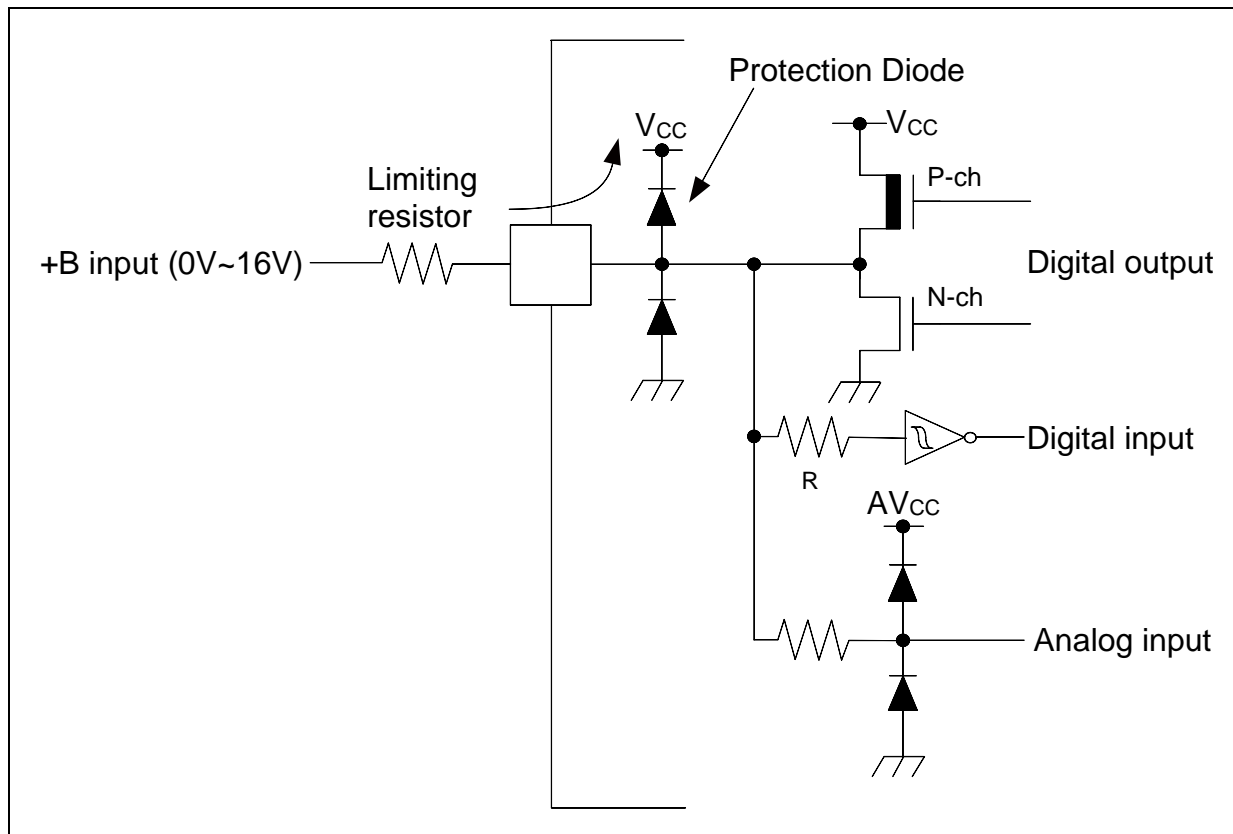 Protection Diode
VCC
VCC
Limiting
resistor
P-ch
+B input (0V~16V)
Digital output
N-ch
Digital input
R
AVCC
Analog input